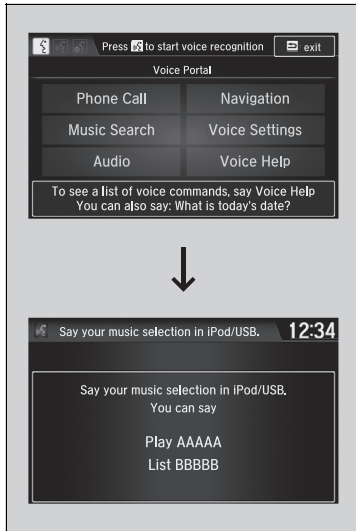 Press to start voice recognition exit
Voice Portal
Phone Call Navigation
Music Search Voice Settings
Audio Voice Help
To see a list of voice commands, say Voice Help
You can also say: What is today's date?
Say your music selection in iPod/USB. 12:34
Say your music selection in iPod/USB.
You can say
Play AAAAA
List BBBBB